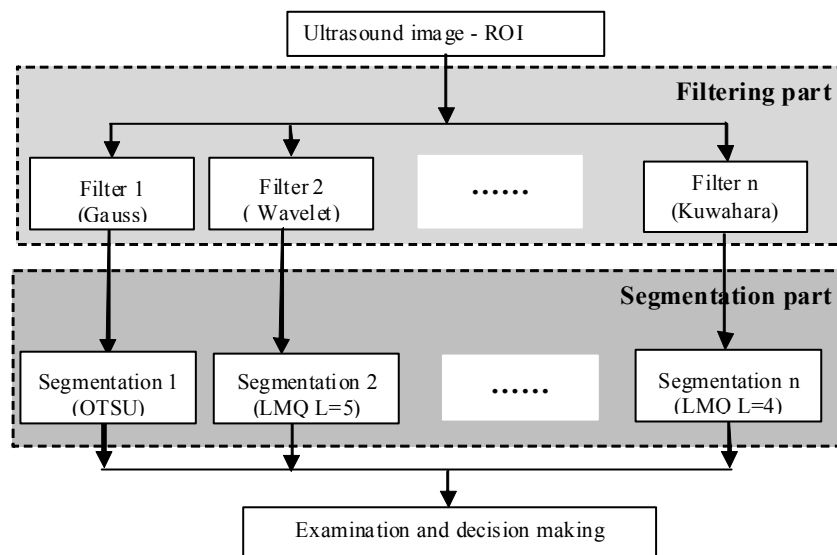 Ultrasound image - ROI
Filtering part
Filter 1
(Gauss)
Filter 2
( Wavelet)
......
Filter n
(Kuwahara)
Segmentation part
Segmentation 1
(OTSU)
Segmentation 2
(LMQ L=5)
......
Segmentation n
(LMQ L=4)
Examination and decision making